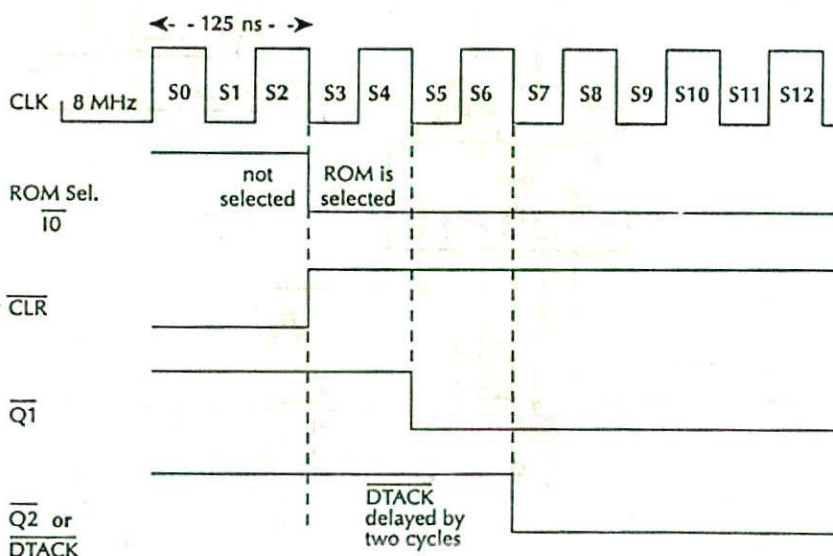 125 ns
CLK 8 MHz S0 S1 S2 S3 S4 S5 S6 S7 S8 S9 S10 S11 S12
ROM Sel.
I0
not
selected
ROM is
selected
CLR
Q1
Q2 or
DTACK
DTACK
delayed by
two cycles